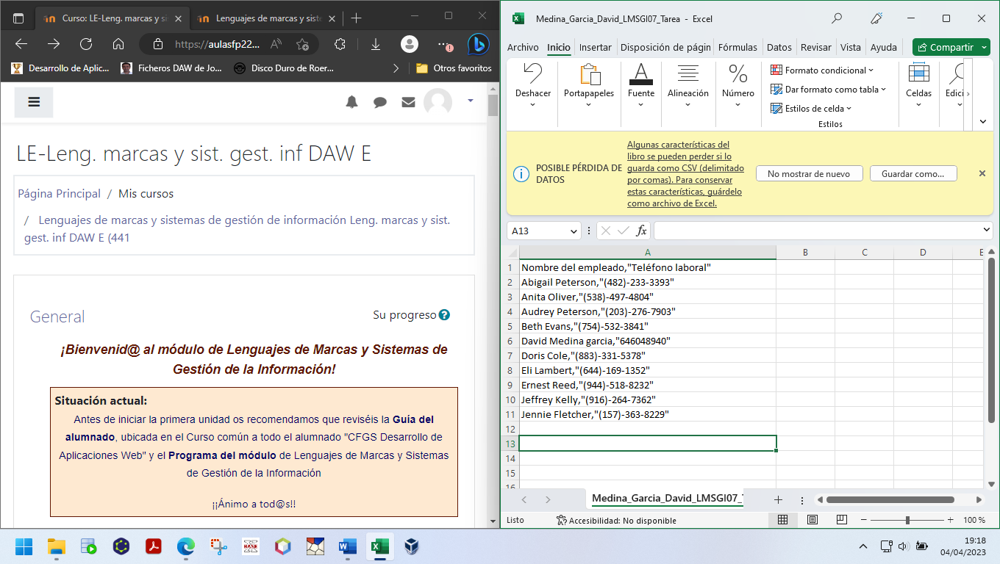 Curso: LE-Leng. marcas y si
Lenguajes de marcas y siste
https://aulasfp22...
Desarrollo de Aplic...
Ficheros DAW de Jo...
Disco Duro de Roer...
Otros favoritos
LE-Leng. marcas y sist. gest. inf DAW E
Página Principal / Mis cursos
/ Lenguajes de marcas y sistemas de gestión de información Leng. marcas y sist.
gest. inf DAW E (441
General
Su progreso
¡Bienvenid@ al módulo de Lenguajes de Marcas y Sistemas de
Gestión de la Información!
Situación actual:
Antes de iniciar la primera unidad os recomendamos que reviséis la Guía del
alumnado, ubicada en el Curso común a todo el alumnado "CFGS Desarrollo de
Aplicaciones Web" y el Programa del módulo de Lenguajes de Marcas y Sistemas
de Gestión de la Información
¡¡Ánimo a tod@s!!
Medina_Garcia_David_LMSGI07_Tarea - Excel
Archivo Inicio Insertar Disposición de págin Fórmulas Datos Revisar Vista Ayuda Compartir
Deshacer
Portapapeles
Fuente
Alineación
Número
Formato condicional
Dar formato como tabla
Estilos de celda
Estilos
Celdas
Edici
POSIBLE PÉRDIDA DE
DATOS
Algunas características del
libro se pueden perder si lo
guarda como CSV (delimitado
por comas). Para conservar
estas características, guárdelo
como archivo de Excel.
No mostrar de nuevo
Guardar como...
A13
fx
A B C D E
1 Nombre del empleado,"Teléfono laboral"
2 Abigail Peterson,"(482)-233-3393"
3 Anita Oliver,"(538)-497-4804"
4 Audrey Peterson,"(203)-276-7903"
5 Beth Evans,"(754)-532-3841"
6 David Medina garcia,"646048940"
7 Doris Cole,"(883)-331-5378"
8 Eli Lambert,"(644)-169-1352"
9 Ernest Reed,"(944)-518-8232"
10 Jeffrey Kelly,"(916)-264-7362"
11 Jennie Fletcher,"(157)-363-8229"
12
13
14
15
16
Medina_Garcia_David_LMSGI07_T
Listo
Accesibilidad: No disponible
100 %
19:18
04/04/2023